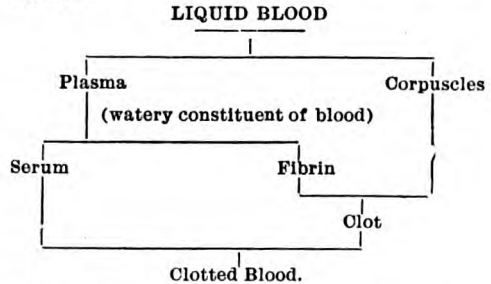 LIQUID BLOOD
Plasma Corpuscles
(watery constituent of blood)
Serum Fibrin
Clot
Clotted Blood.